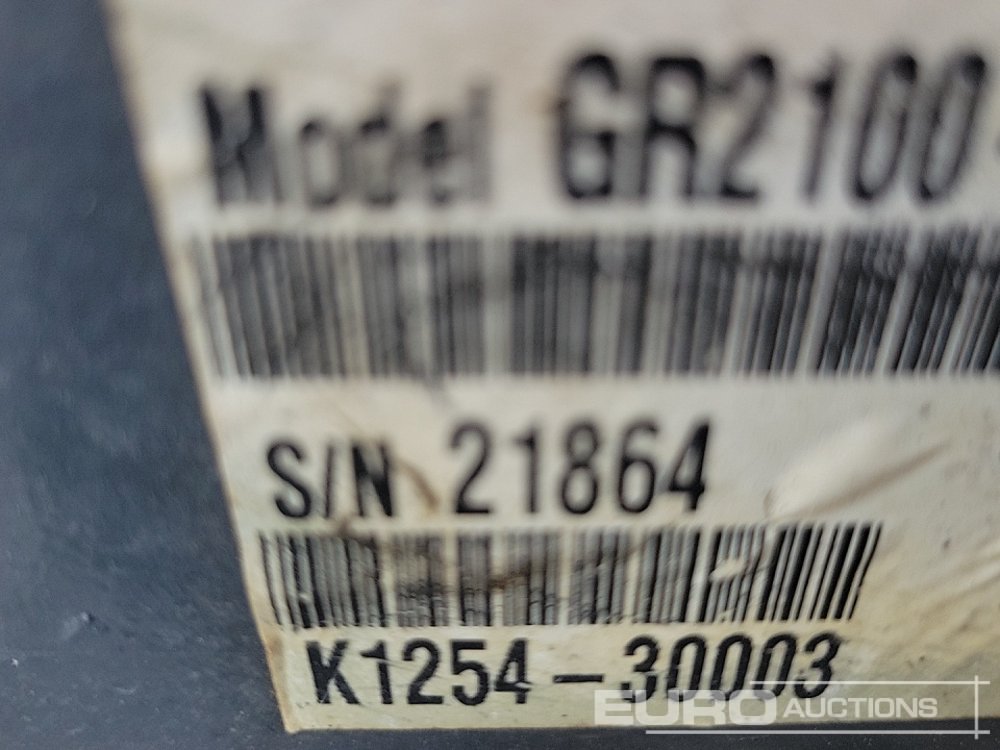 Model GR2100
S/N 21864
K1254-30003
EURO AUCTIONS